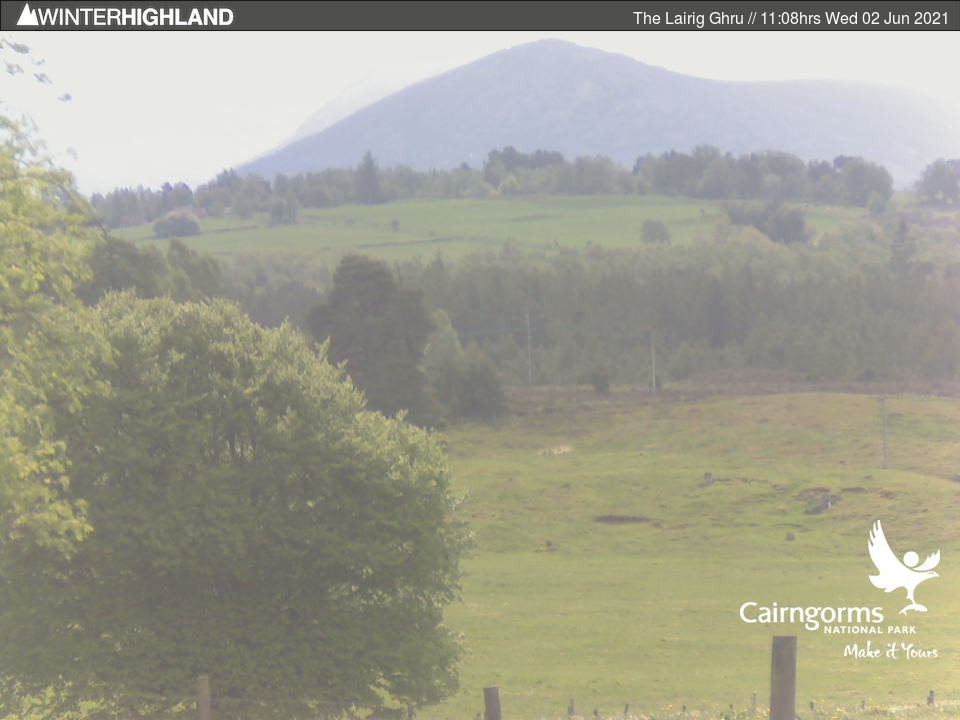 WINTERHIGHLAND
The Lairig Ghru // 11:08hrs Wed 02 Jun 2021
Cairngorms
NATIONAL PARK
Make it Yours